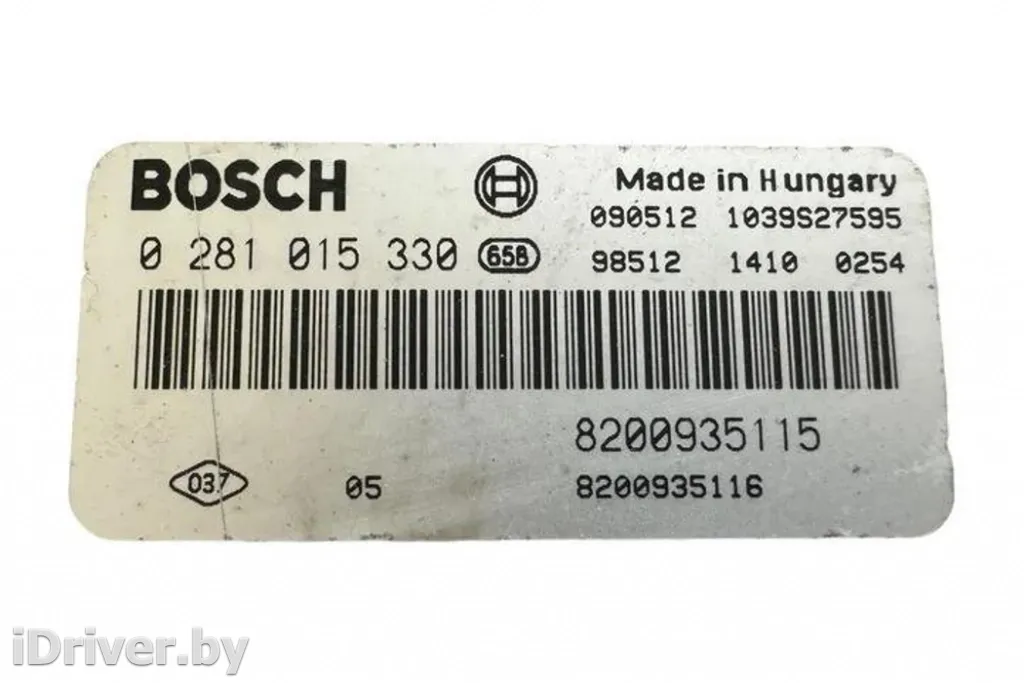 BOSCH
Made in Hungary
090512 1039S27595
0 281 015 330 658 98512 1410 0254
8200935115
037 05 8200935116
iDriver.by